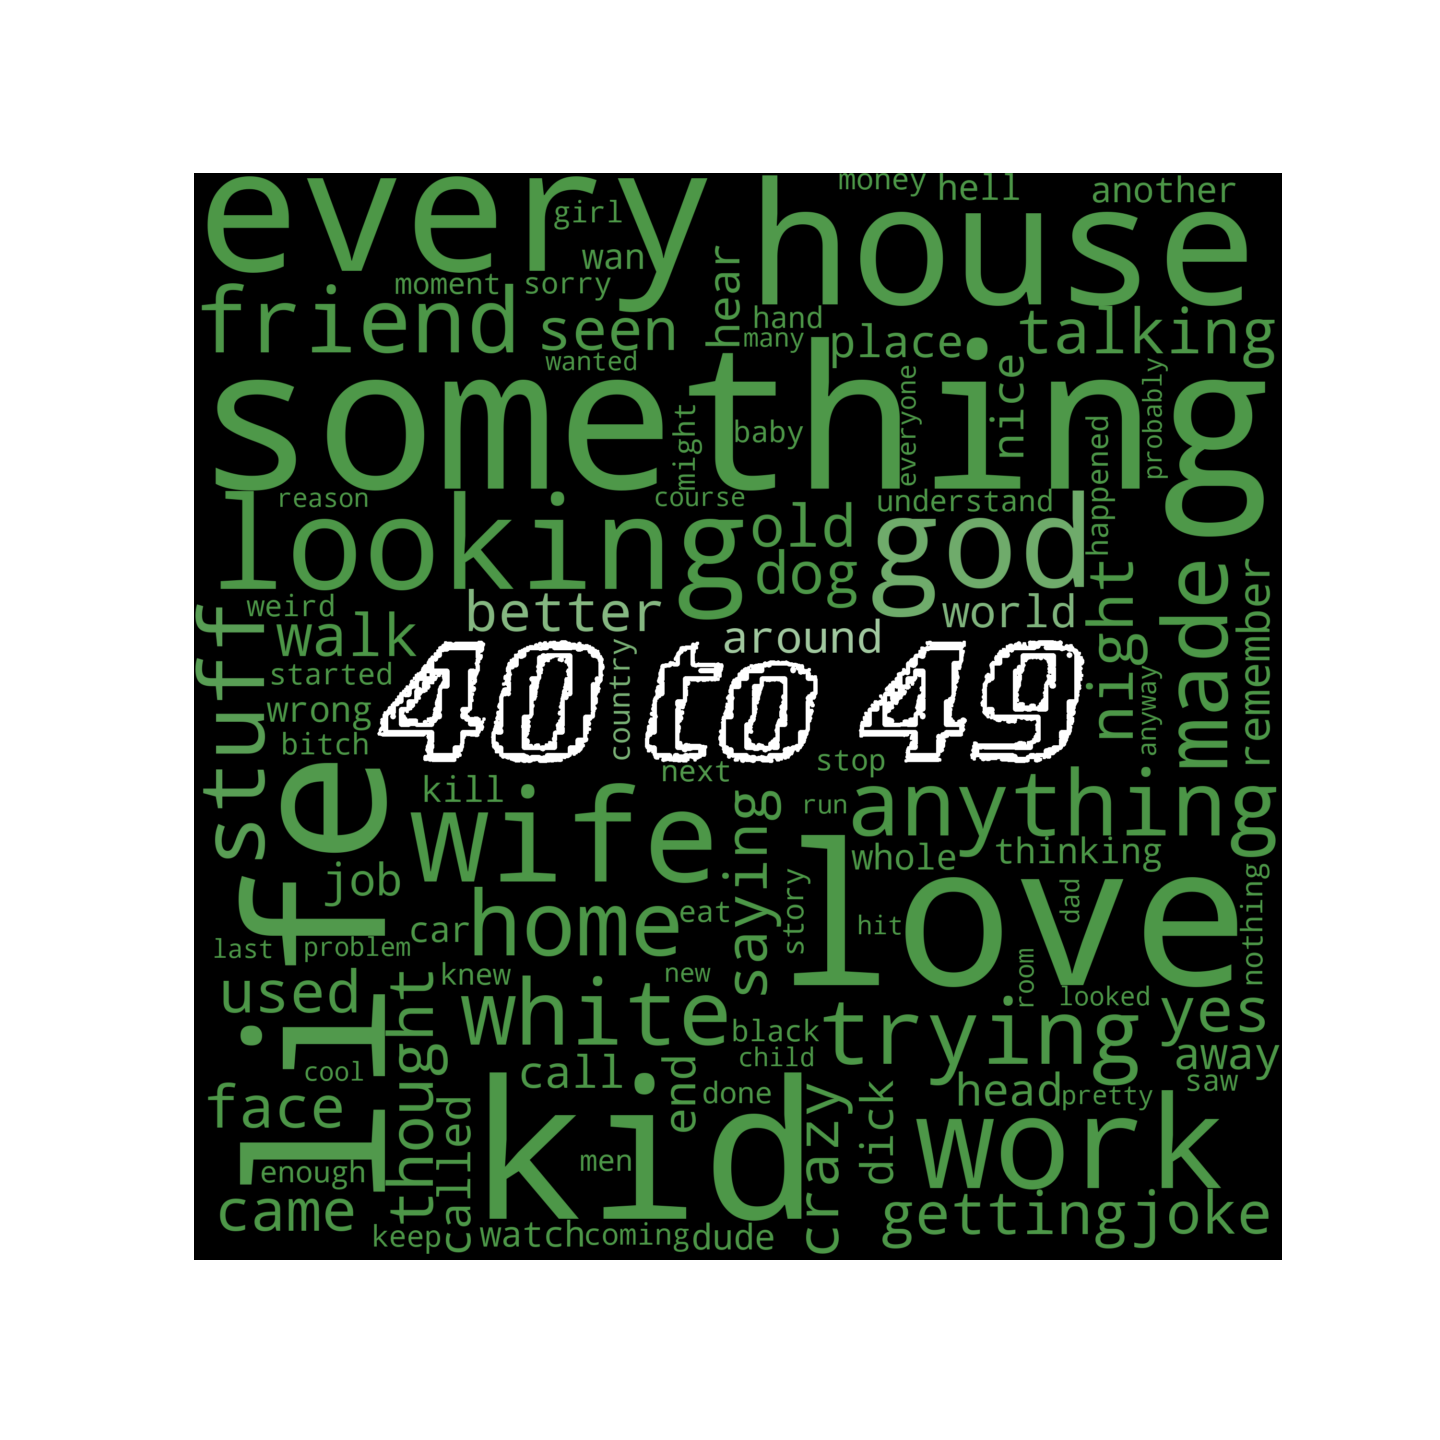 every
house
money
hell
another
girl
wan
moment
sorry
hear
friend
seen
hand
many
place
talking
wanted
something
might
baby
everyone
nice
probably
happened
looking
reason
course
old
dog
understand
god
weird
better
world
walk
around
stuff
started
wrong
bitch
40 to 49
country
night
anyway
made
remember
next
stop
life
kill
wife
saying
run
anything
whole
thinking
job
love
story
hit
dad
nothing
car
home
eat
last
problem
knew
new
used
thought
white
black
child
trying
room
looked
yes
away
saw
cool
call
end
done
crazy
dick
head
pretty
face
called
kid
men
work
enough
came
keep
watch
coming
dude
getting
joke